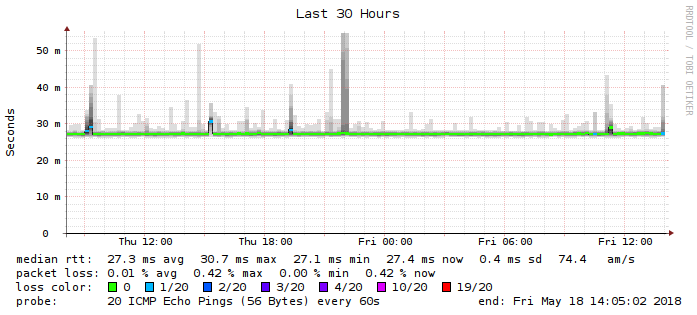 Last 30 Hours
RRDTOOL / TOBI OETIKER
Seconds
50 m
40 m
30 m
20 m
10 m
0
Thu 12:00 Thu 18:00 Fri 00:00 Fri 06:00 Fri 12:00
median rtt: 27.3 ms avg 30.7 ms max 27.1 ms min 27.4 ms now 0.4 ms sd 74.4 am/s
packet loss: 0.01 % avg 0.42 % max 0.00 % min 0.42 % now
loss color: 0 1/20 2/20 3/20 4/20 10/20 19/20
probe: 20 ICMP Echo Pings (56 Bytes) every 60s end: Fri May 18 14:05:02 2018